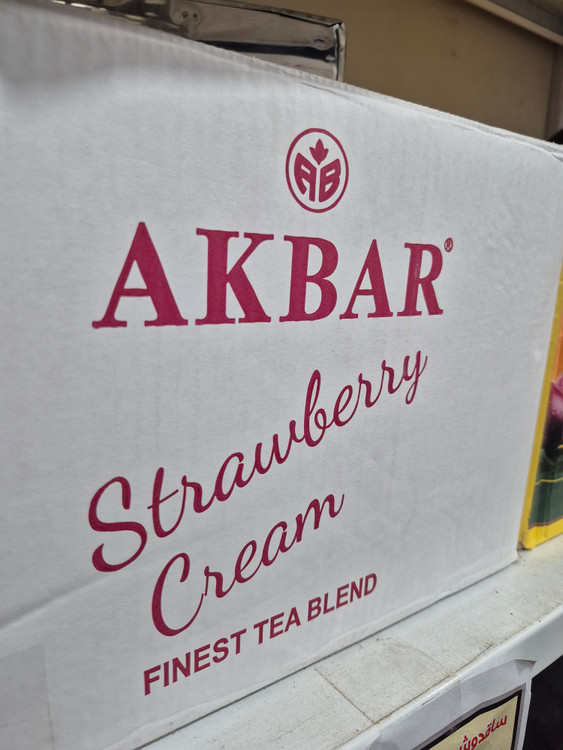 AB
AKBAR®
Strawberry
Cream
FINEST TEA BLEND